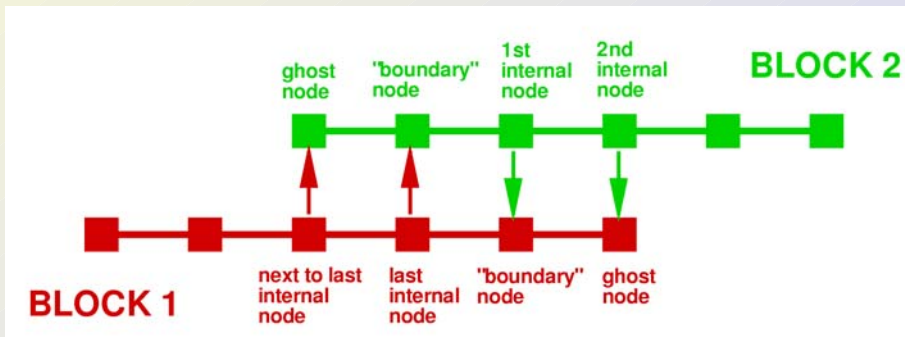 ghost
node
"boundary"
node
1st
internal
node
2nd
internal
node
BLOCK 2
BLOCK 1
next to last
internal
node
last
internal
node
"boundary"
node
ghost
node